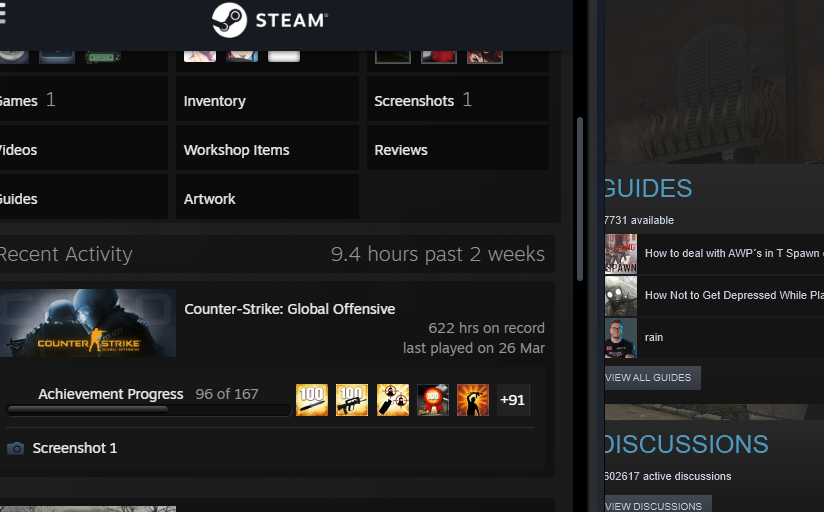 STEAM
Games 1
Inventory
Screenshots 1
Videos
Workshop Items
Reviews
Guides
Artwork
Recent Activity
9.4 hours past 2 weeks
COUNTER STRIKE
GLOBAL OFFENSIVE
Counter-Strike: Global Offensive
622 hrs on record
last played on 26 Mar
Achievement Progress 96 of 167
100
100
100
+91
Screenshot 1
GUIDES
7731 available
SPAWN
How to deal with AWP´s in T Spawn
How Not to Get Depressed While Pla
rain
VIEW ALL GUIDES
DISCUSSIONS
602617 active discussions
VIEW DISCUSSIONS